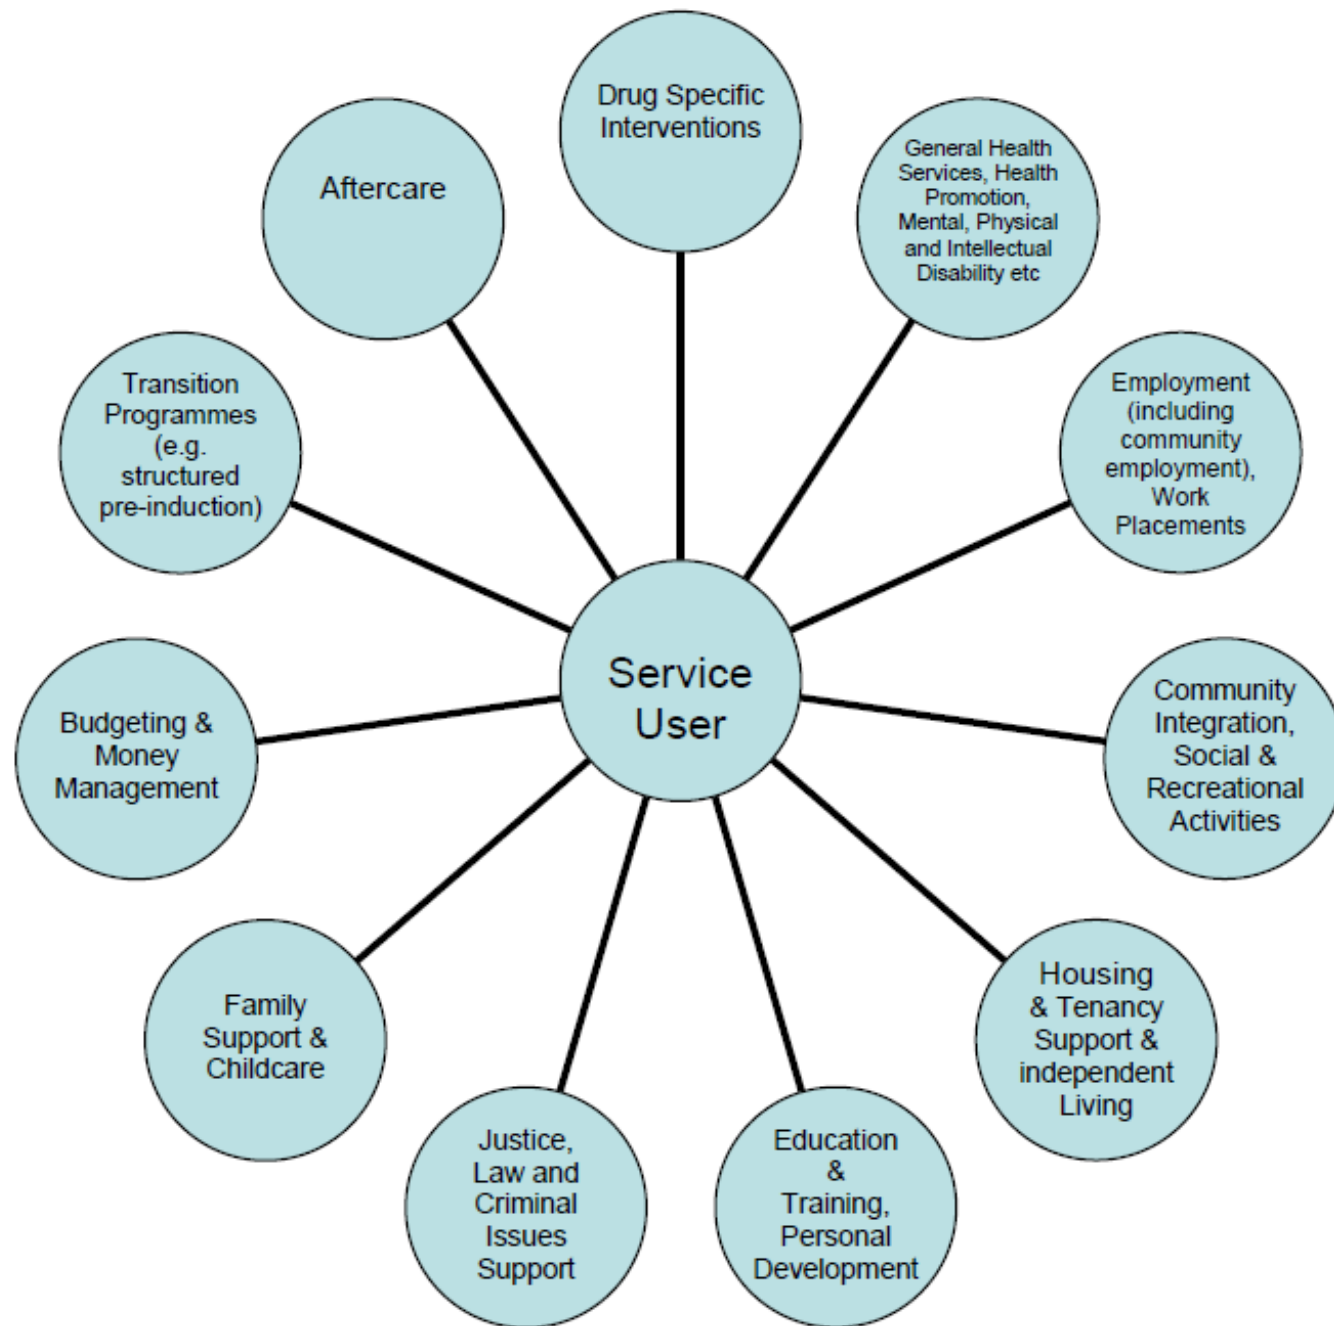 Drug Specific
Interventions
General Health
Services, Health
Promotion,
Mental, Physical
and Intellectual
Disability etc
Employment
(including
community
employment),
Work
Placements
Community
Integration,
Social &
Recreational
Activities
Housing
& Tenancy
Support &
independent
Living
Education
&
Training,
Personal
Development
Justice,
Law and
Criminal
Issues
Support
Family
Support &
Childcare
Budgeting &
Money
Management
Transition
Programmes
(e.g.
structured
pre-induction)
Aftercare
Service
User